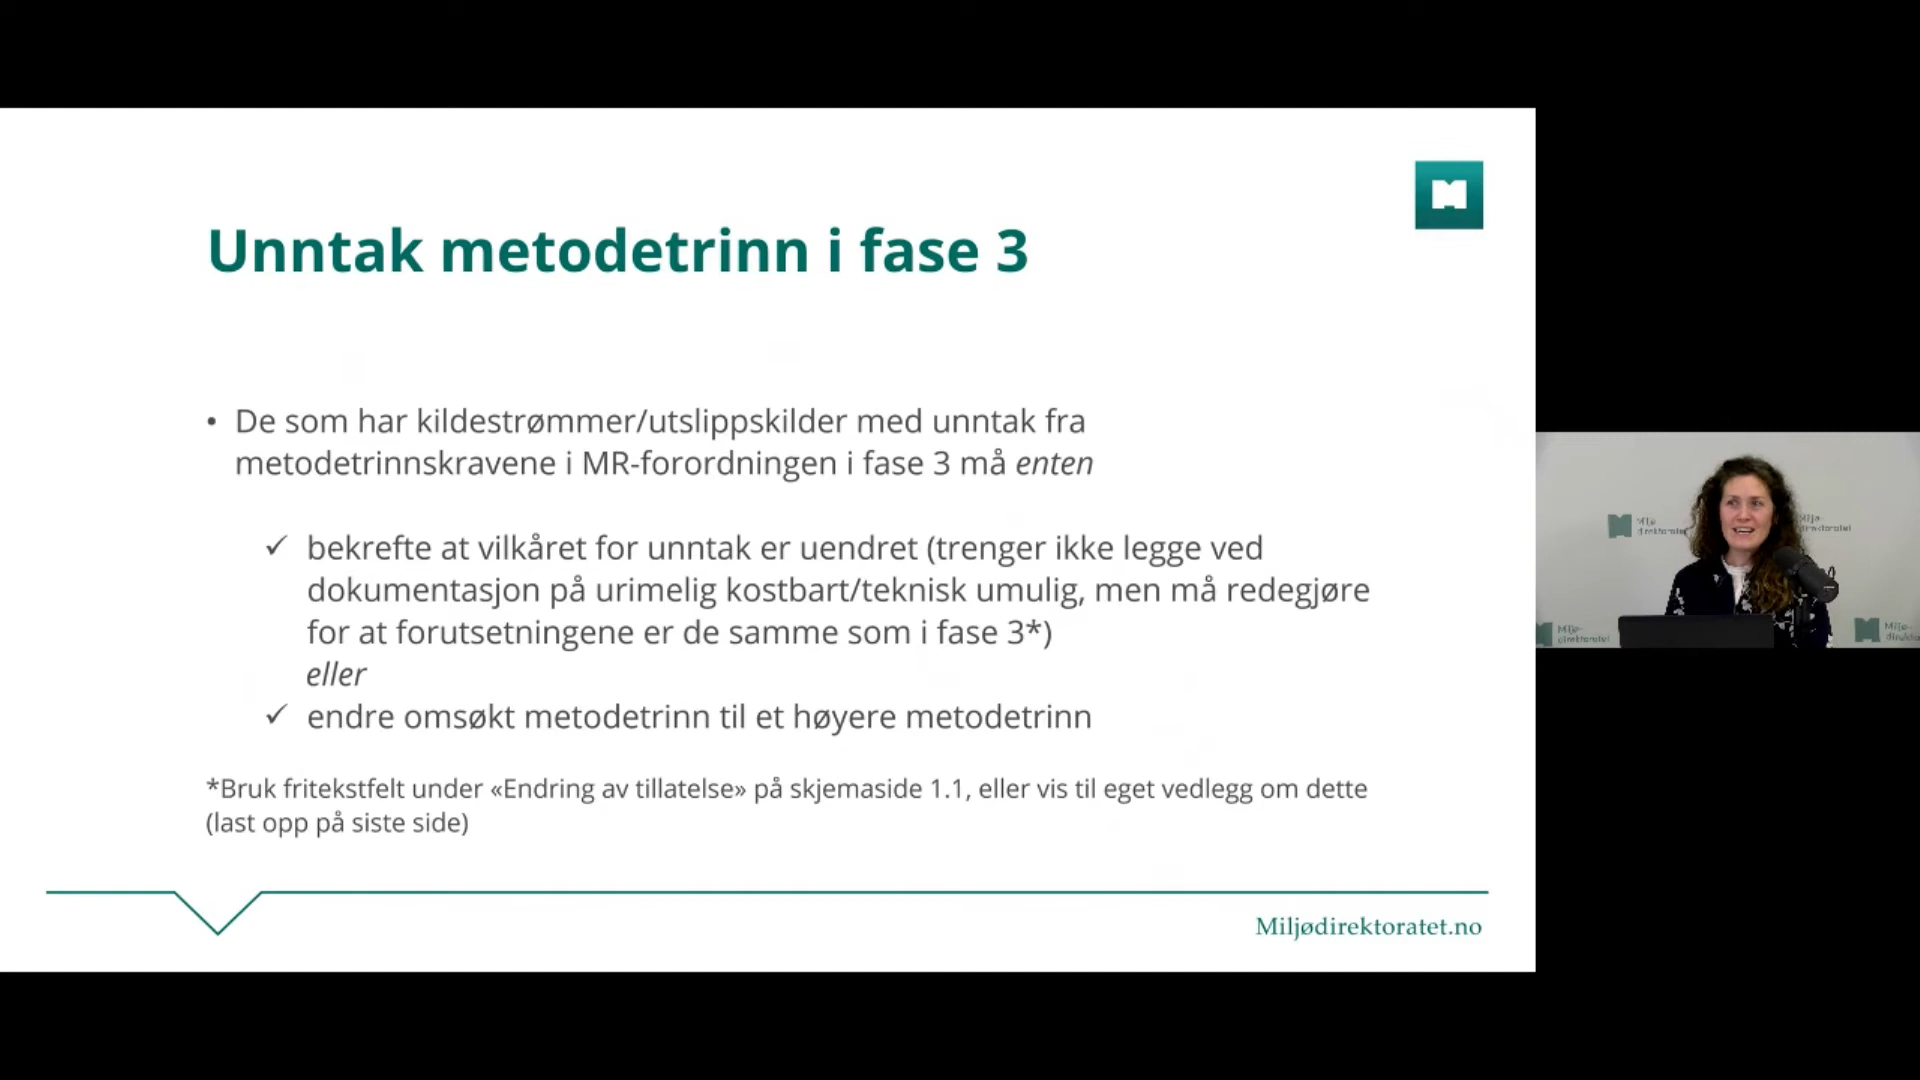 Unntak metodetrinn i fase 3
• De som har kildestrømmer/utslippskilder med unntak fra
metodetrinnskravene i MR-forordningen i fase 3 må enten
✓ bekrefte at vilkåret for unntak er uendret (trenger ikke legge ved
dokumentasjon på urimelig kostbart/teknisk umulig, men må redegjøre
for at forutsetningene er de samme som i fase 3*)
eller
✓ endre omsøkt metodetrinn til et høyere metodetrinn
*Bruk fritekstfelt under «Endring av tillatelse» på skjemaside 1.1, eller vis til eget vedlegg om dette
(last opp på siste side)
Miljødirektoratet.no